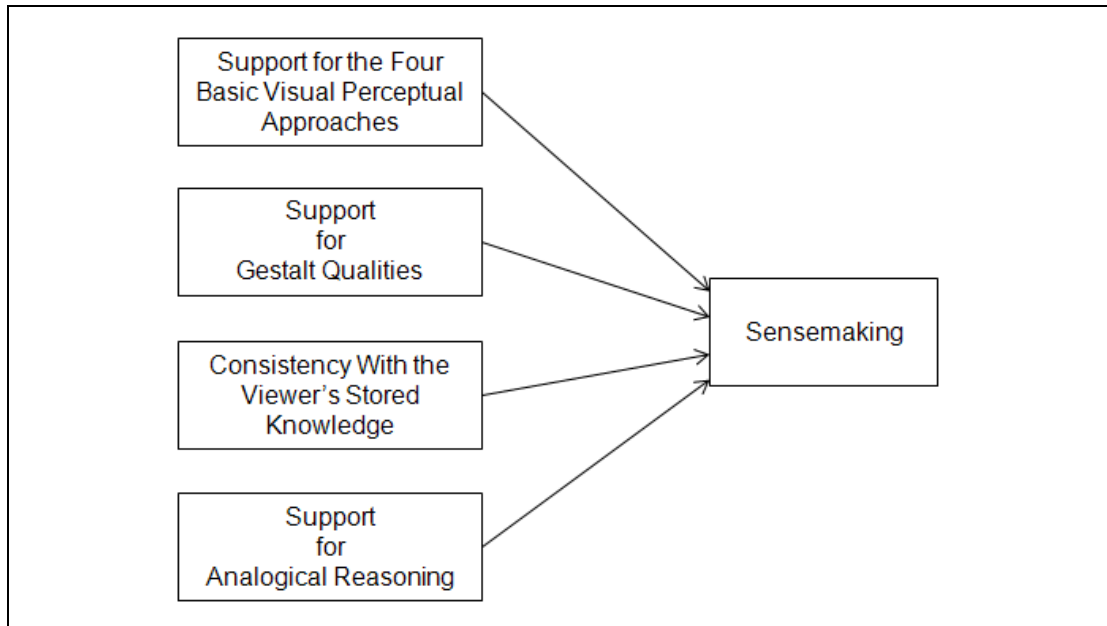 Support for the Four
Basic Visual Perceptual
Approaches
Support
for
Gestalt Qualities
Consistency With the
Viewer's Stored
Knowledge
Support
for
Analogical Reasoning
Sensemaking